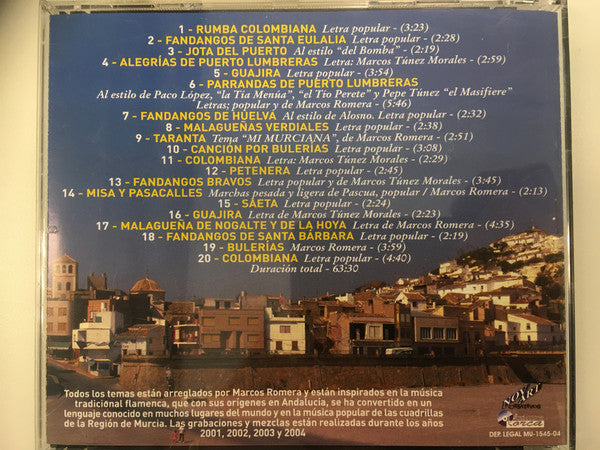 1 - RUMBA COLOMBIANA Letra popular - (3:23)
2 - FANDANGOS DE SANTA EULALIA Letra popular - (2:28)
3 - JOTA DEL PUERTO Al estilo "del Bomba" - (2:19)
4 - ALEGRÍAS DE PUERTO LUMBRERAS Letra: Marcos Túnez Morales - (2:59)
5 - GUAJIRA Letra popular - (3:54)
6 - PARRANDAS DE PUERTO LUMBRERAS
Al estilo de Paco López, "la Tía Menúa", "el Tío Perete" y Pepe Túnez "el Masifiere"
Letras; popular y de Marcos Romera - (5:46)
7 - FANDANGOS DE HUELVA Al estilo de Alosno. Letra popular - (2:32)
8 - MALAGUEÑAS VERDIALES Letra popular - (2:38)
9 - TARANTA Tema "MI MURCIANA", de Marcos Romera - (2:51)
10 - CANCIÓN POR BULERÍAS Letra popular - (3:08)
11 - COLOMBIANA Letra: Marcos Túnez Morales - (2:29)
12 - PETENERA Letra popular - (2:45)
13 - FANDANGOS BRAVOS Letra popular y de Marcos Túnez Morales - (3:45)
14 - MISA Y PASACALLES Marchas pesada y ligera de Pascua, popular / Marcos Romera - (2:13)
15 - SAETA Letra popular - (2:24)
16 - GUAJIRA Letra de Marcos Túnez Morales - (2:23)
17 - MALAGUEÑA DE NOGALTE Y DE LA HOYA Letra de Marcos Romera - (4:35)
18 - FANDANGOS DE SANTA BÁRBARA Letra popular - (2:19)
19 - BULERÍAS Marcos Romera - (3:59)
20 - COLOMBIANA Letra popular - (4:40)
Duración total - 63:30
Todos los temas están arreglados por Marcos Romera y están inspirados en la música
tradicional flamenca, que con sus orígenes en Andalucía, se ha convertido en un
lenguaje conocido en muchos lugares del mundo y en la música popular de las cuadrillas
de la Región de Murcia. Las grabaciones y mezclas están realizadas durante los años
2001, 2002, 2003 y 2004
Lorca
DEP. LEGAL MU-1545-04